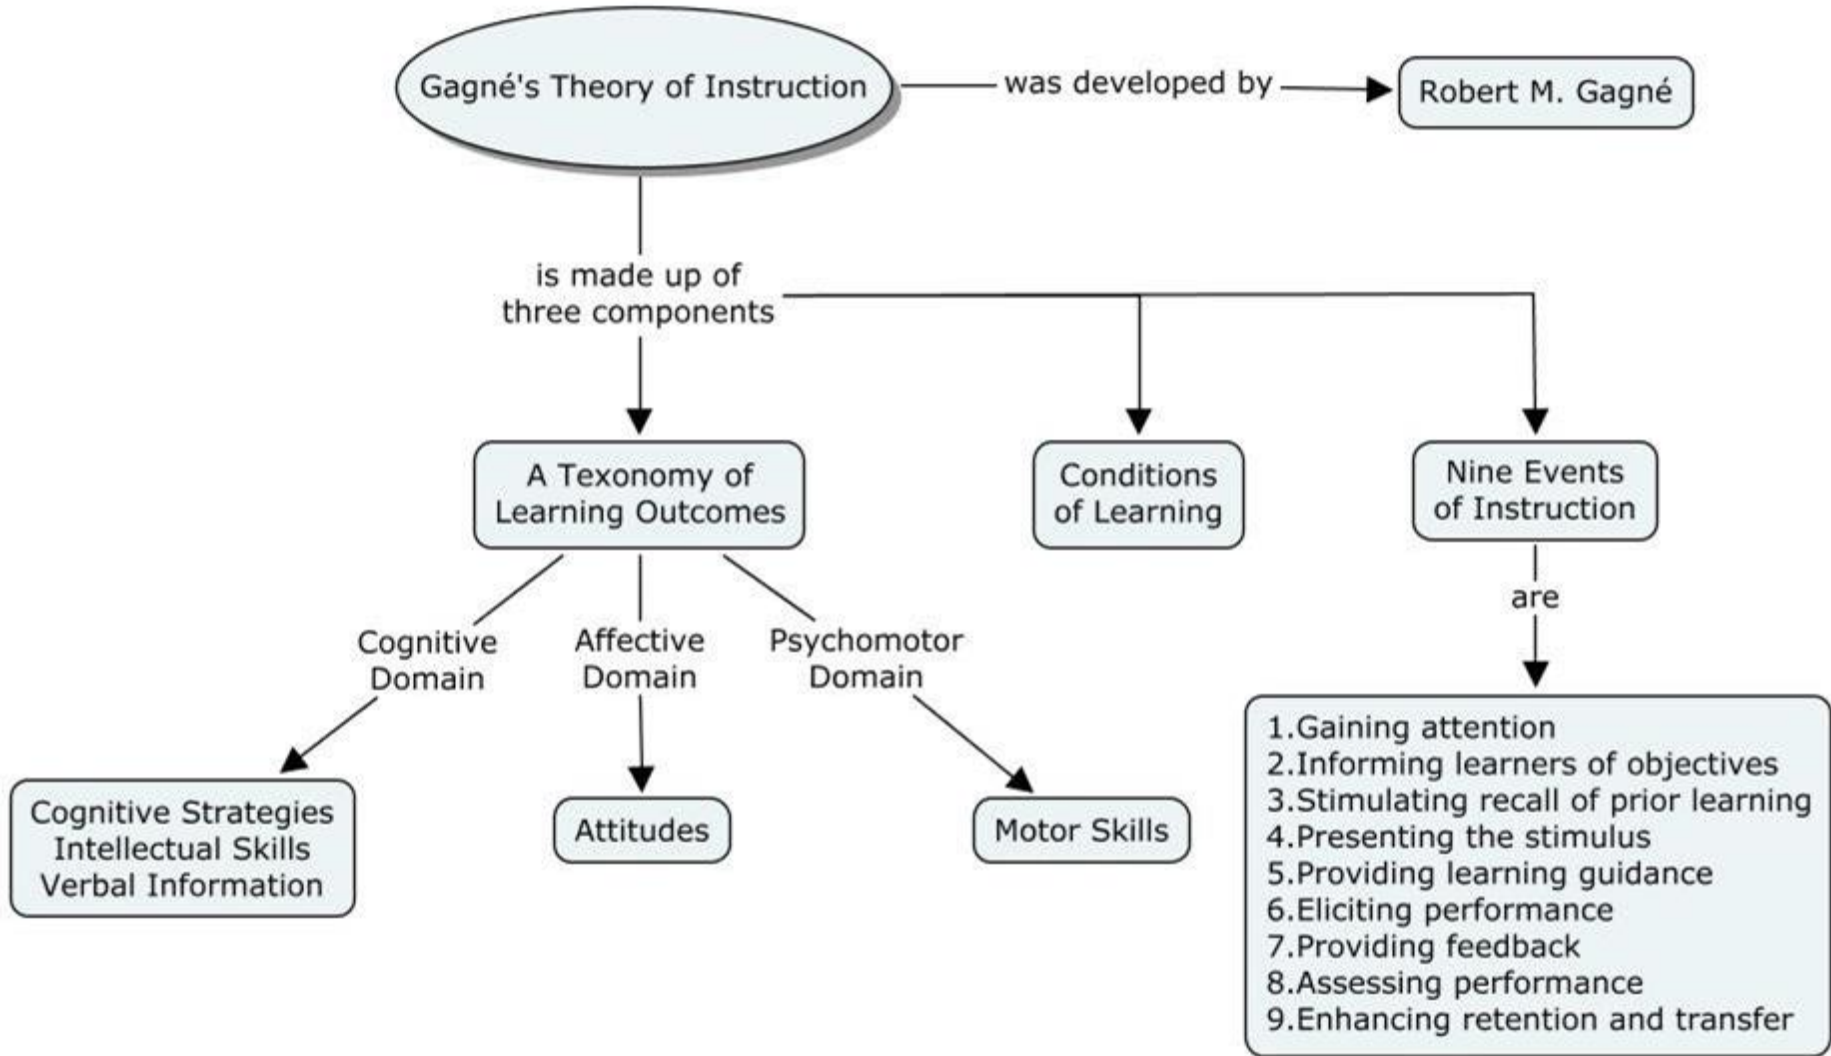 Gagné's Theory of Instruction
was developed by
Robert M. Gagné
is made up of
three components
A Texonomy of
Learning Outcomes
Conditions
of Learning
Nine Events
of Instruction
are
Cognitive
Domain
Affective
Domain
Psychomotor
Domain
Cognitive Strategies
Intellectual Skills
Verbal Information
Attitudes
Motor Skills
1.Gaining attention
2.Informing learners of objectives
3.Stimulating recall of prior learning
4.Presenting the stimulus
5.Providing learning guidance
6.Eliciting performance
7.Providing feedback
8.Assessing performance
9.Enhancing retention and transfer